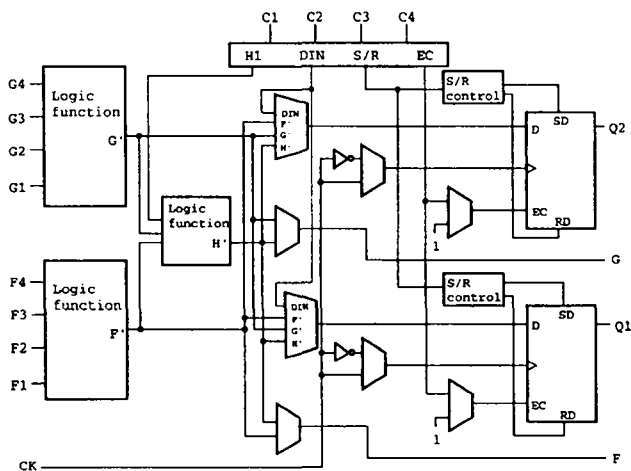 C1 C2 C3 C4
H1 DIN S/R EC
G4
G3
G2
G1
Logic
function
G'
DIN
F'
G'
H'
S/R
control
SD
D
EC
RD
Q2
1
Logic
function
H'
G
F4
F3
F2
F1
Logic
function
F'
DIN
F'
G'
H'
S/R
control
SD
D
EC
RD
Q1
1
F
CK